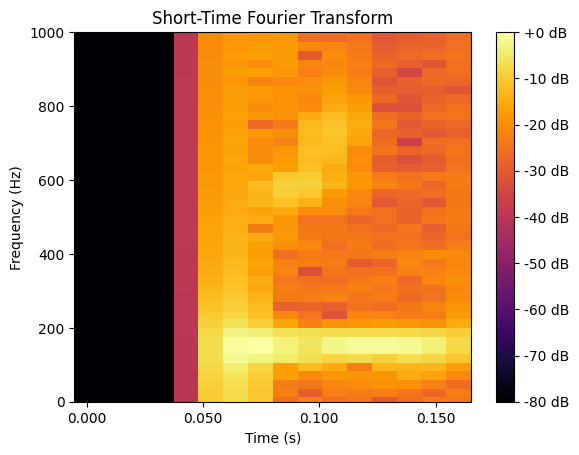 Short-Time Fourier Transform
1000
800
600
400
200
0
Frequency (Hz)
0.000
0.050
0.100
0.150
Time (s)
+0 dB
-10 dB
-20 dB
-30 dB
-40 dB
-50 dB
-60 dB
-70 dB
-80 dB